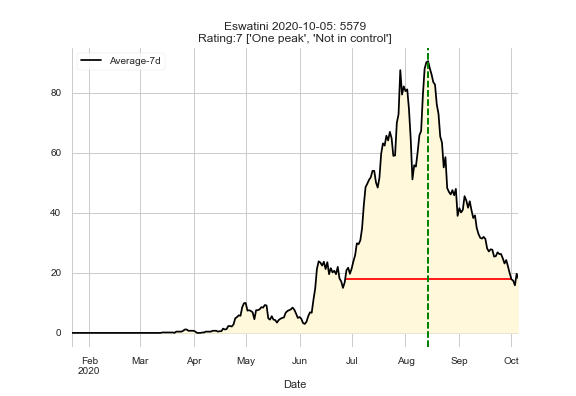 Eswatini 2020-10-05: 5579
Rating:7 ['One peak', 'Not in control']
Average-7d
80
60
40
20
0
Feb Mar Apr May Jun Jul Aug Sep Oct
2020
Date